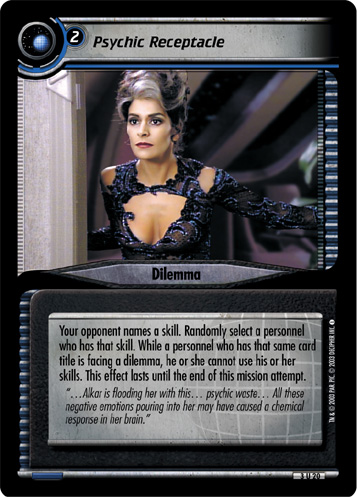 2 Psychic Receptacle
Dilemma
Your opponent names a skill. Randomly select a personnel
who has that skill. While a personnel who has that same card
title is facing a dilemma, he or she cannot use his or her
skills. This effect lasts until the end of this mission attempt.
“...Alkar is flooding her with this... psychic waste... All these
negative emotions pouring into her may have caused a chemical
response in her brain.”
TM & © 2003 PAR. PIC. © 2003 DECIPHER INC.
3 U 20